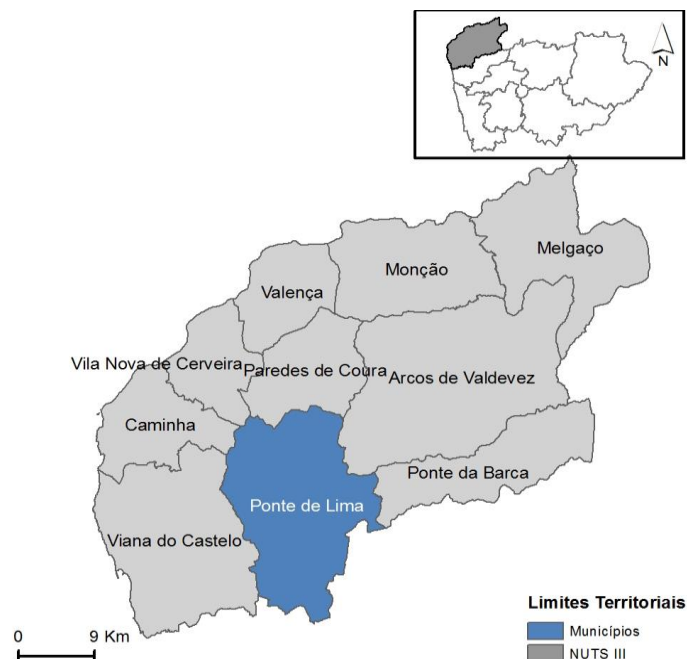 N
Melgaço
Monção
Valença
Vila Nova de Cerveira
Paredes de Coura
Arcos de Valdevez
Caminha
Ponte da Barca
Ponte de Lima
Viana do Castelo
Limites Territoriais
Municípios
NUTS III
0 9 Km